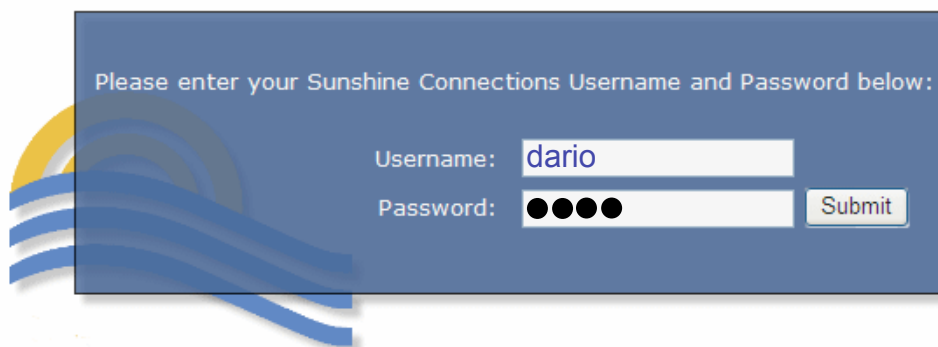 Please enter your Sunshine Connections Username and Password below:
Username: dario
Password: ●●●● Submit